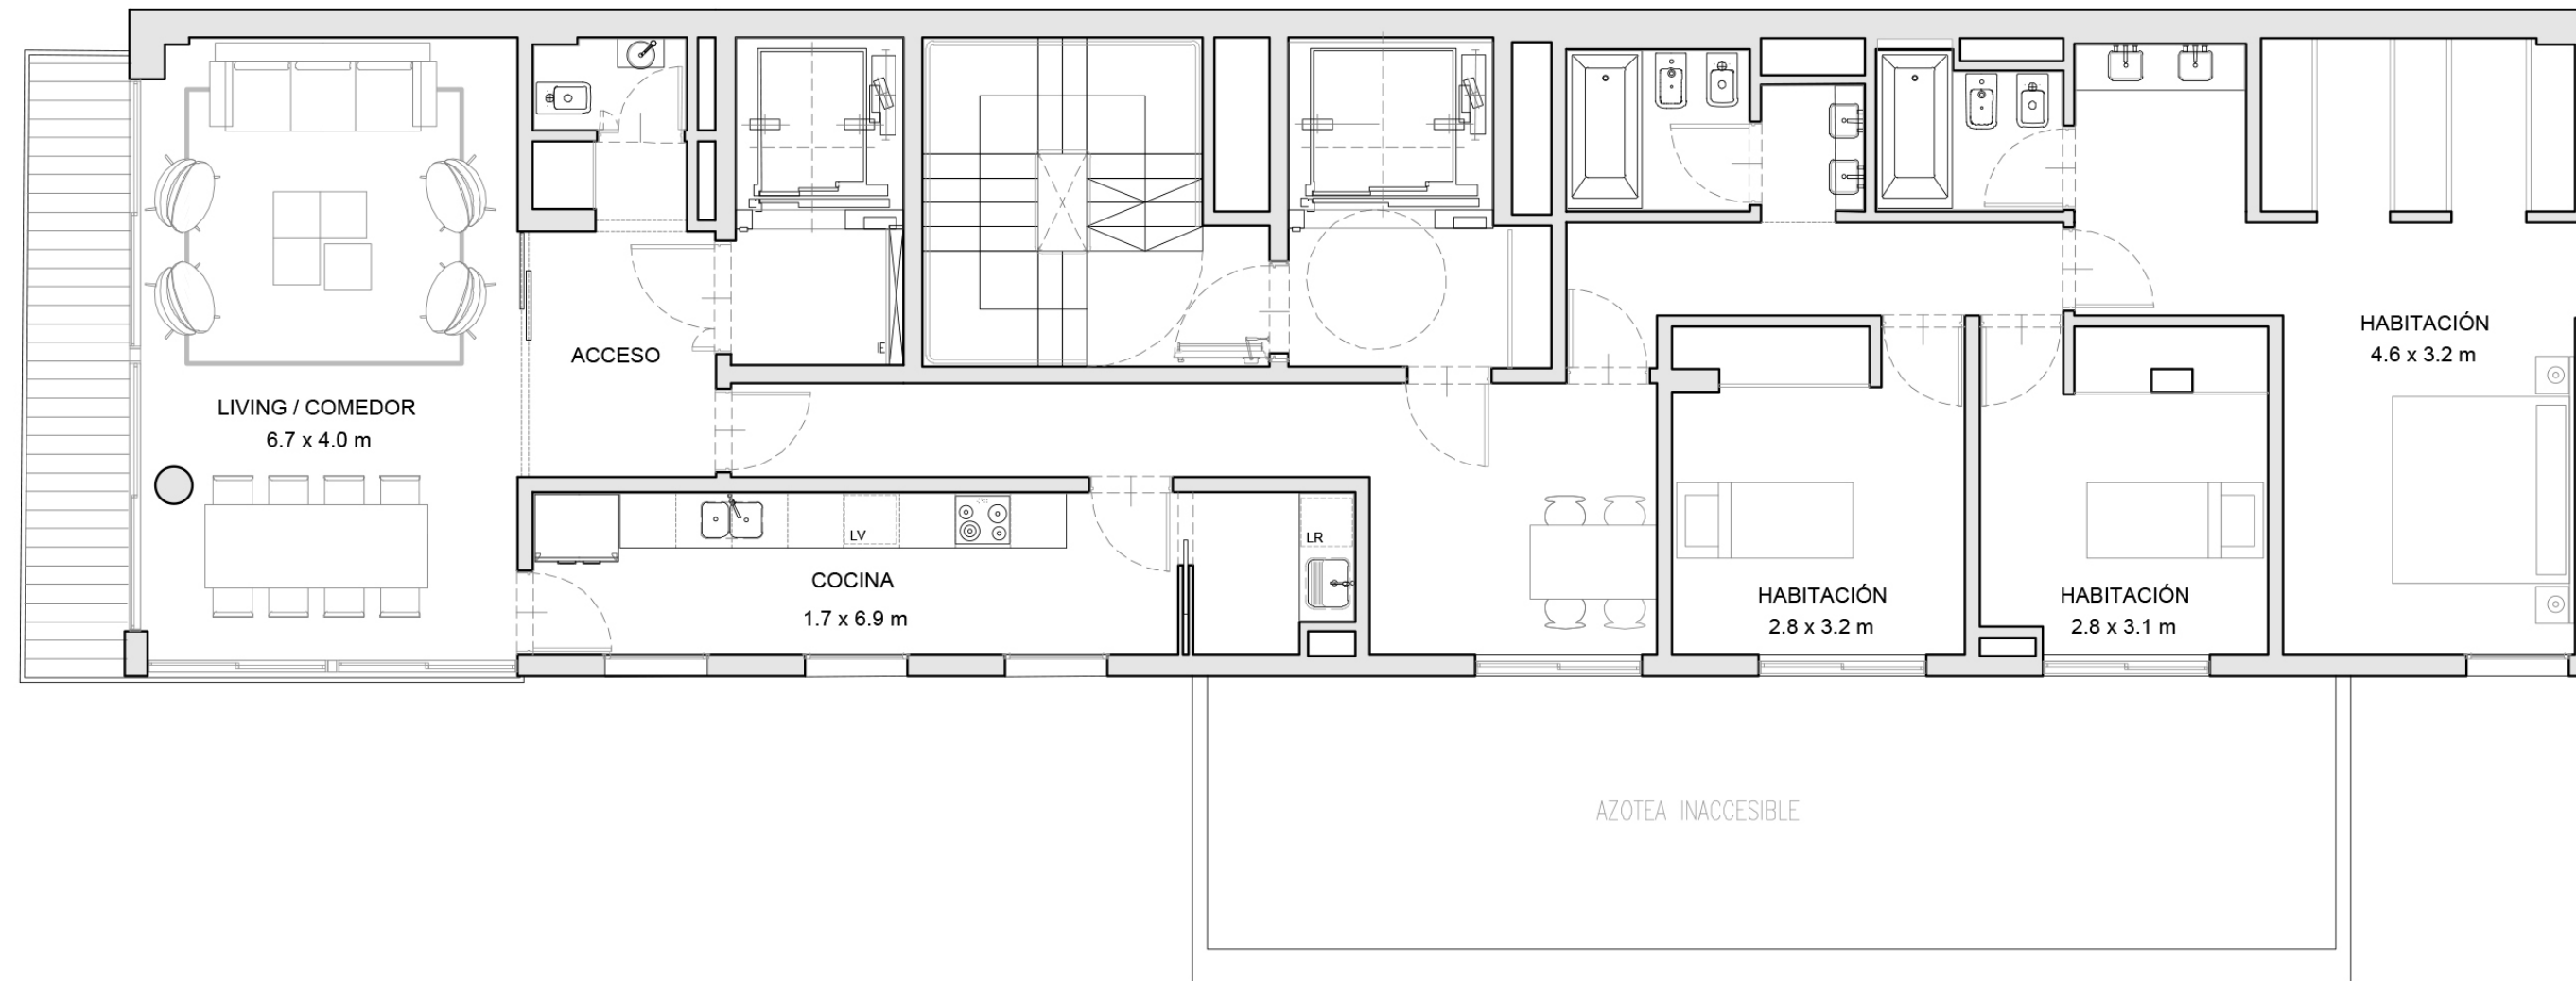 ACCESO
LIVING / COMEDOR
6.7 x 4.0 m
HABITACIÓN
4.6 x 3.2 m
LV
LR
COCINA
1.7 x 6.9 m
HABITACIÓN
2.8 x 3.2 m
HABITACIÓN
2.8 x 3.1 m
AZOTEA INACCESIBLE